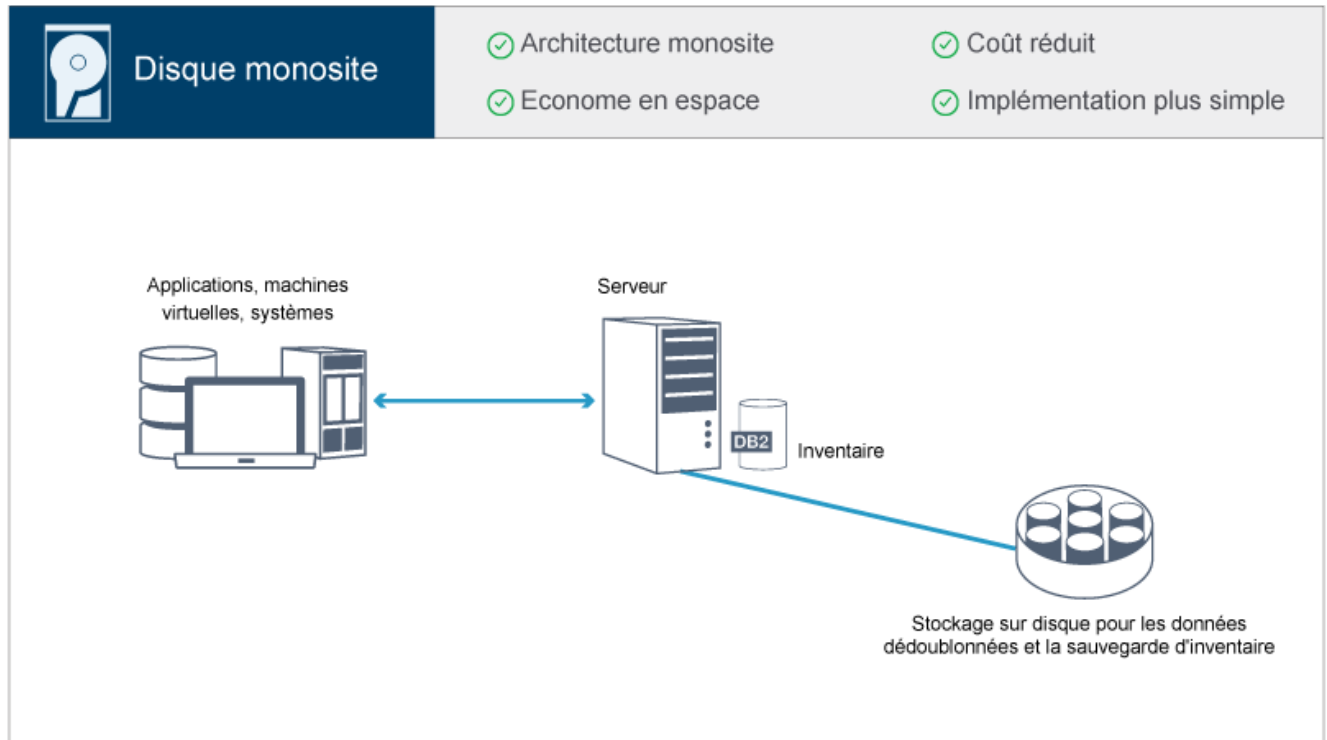 Disque monosite
Architecture monosite
Coût réduit
Econome en espace
Implémentation plus simple
Applications, machines
virtuelles, systèmes
Serveur
DB2
Inventaire
Stockage sur disque pour les données
dédoublonnées et la sauvegarde d'inventaire